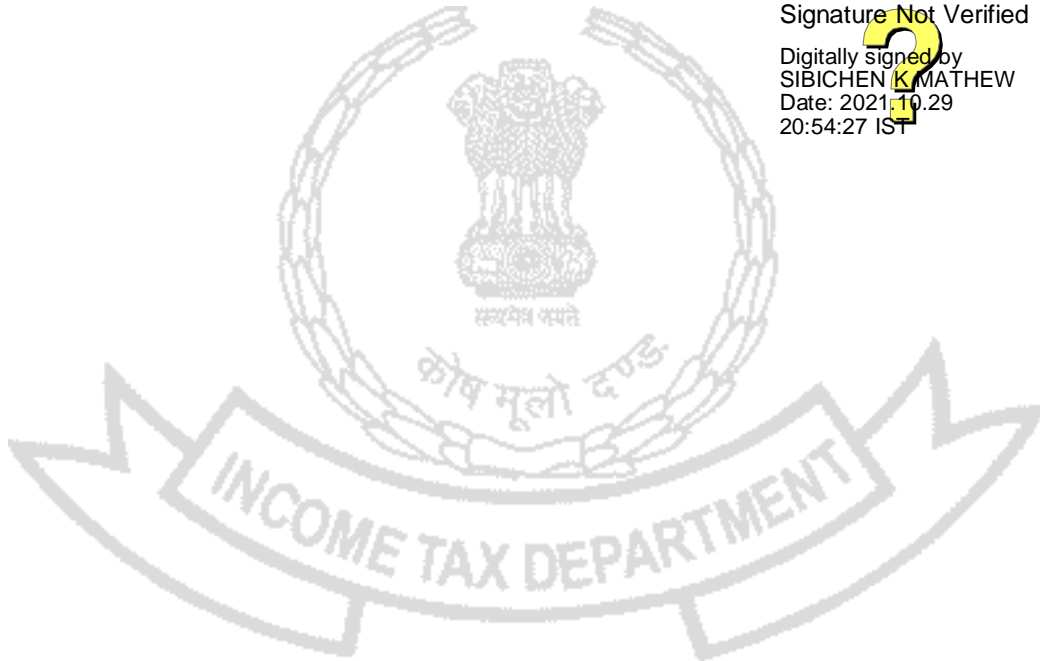 Signature Not Verified
Digitally signed by
SIBICHEN K MATHEW
Date: 2021.10.29
20:54:27 IST
सत्यमेव जयते
कोष मूलो दण्ड
INCOME TAX DEPARTMENT